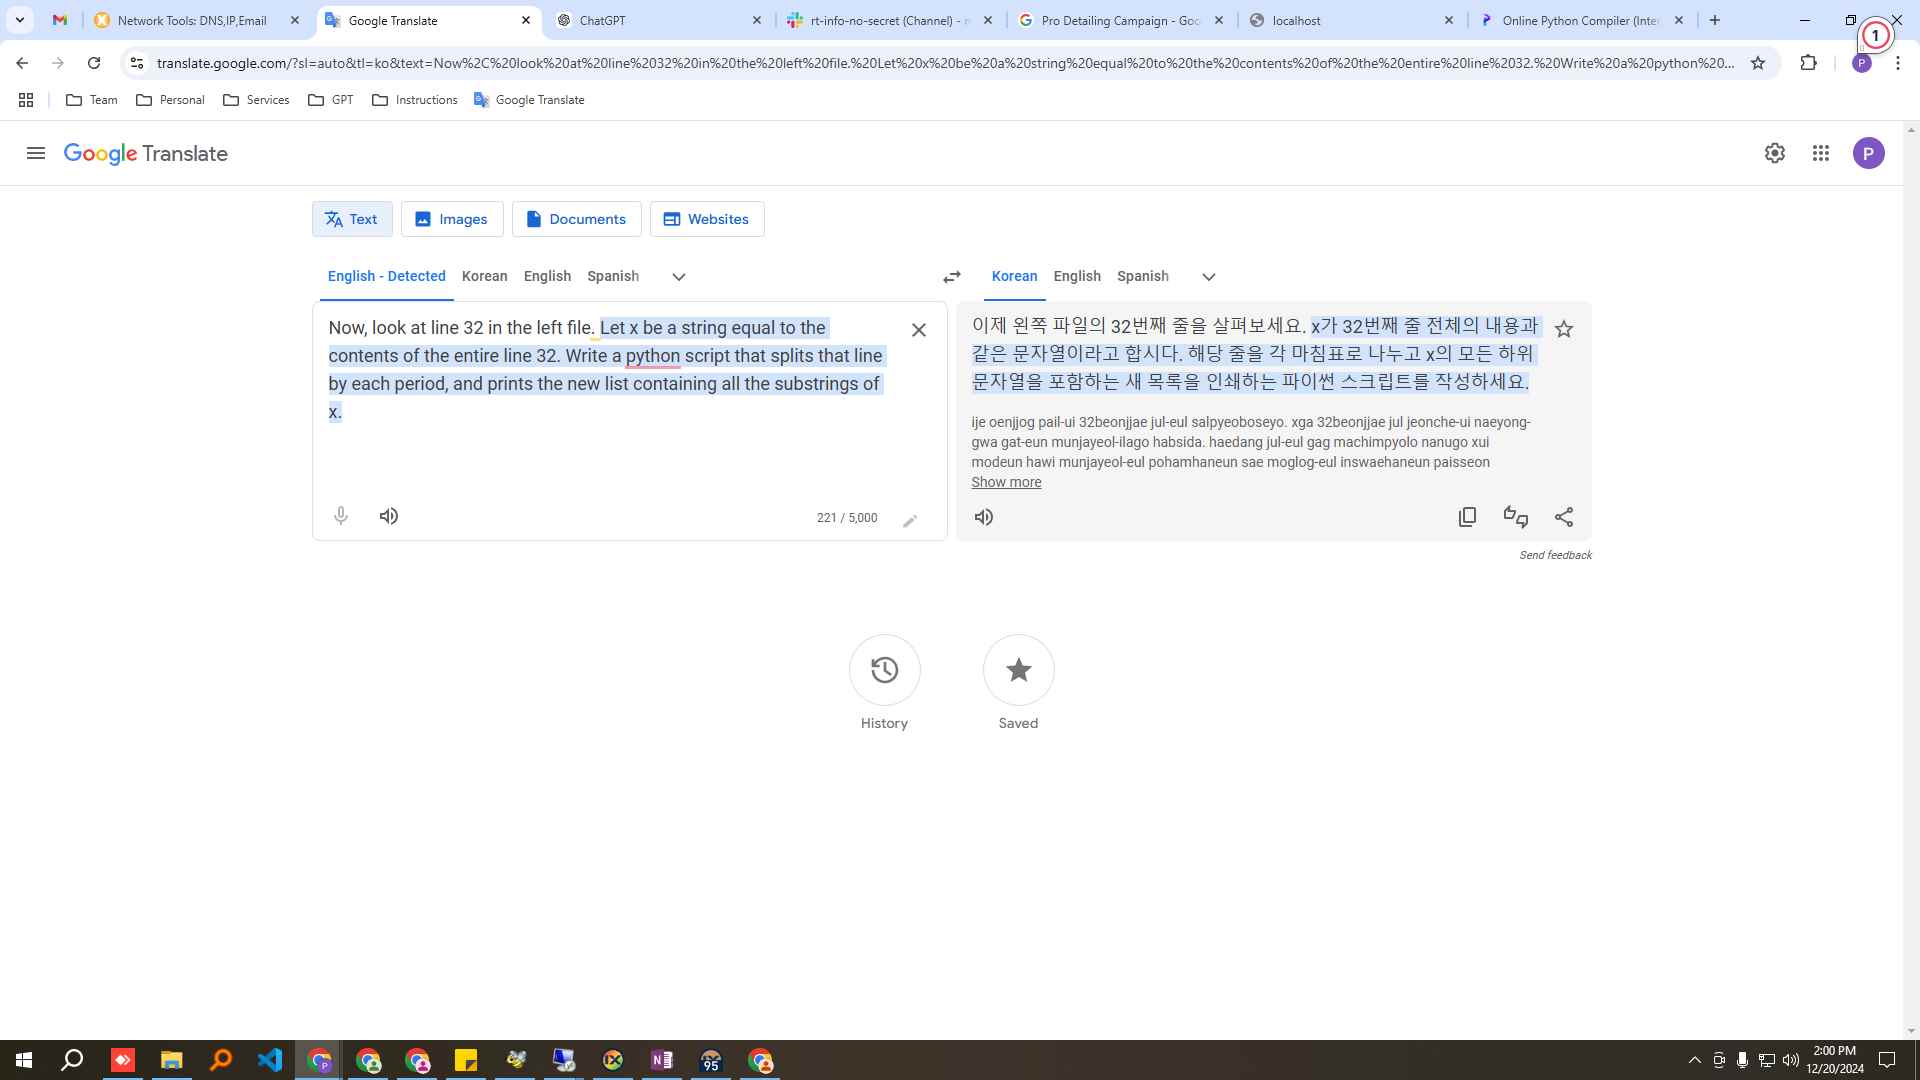 Network Tools: DNS,IP,Email
Google Translate
ChatGPT
rt-info-no-secret (Channel) -
Pro Detailing Campaign - Goo
localhost
Online Python Compiler (Inter
1
translate.google.com/?sl=auto&tl=ko&text=Now%2C%20look%20at%20line%2032%20in%20the%20left%20file.%20Let%20x%20be%20a%20string%20equal%20to%20the%20contents%20of%20the%20entire%20line%2032.%20Write%20a%20python%20...
P
Team
Personal
Services
GPT
Instructions
Google Translate
Google Translate
P
Text
Images
Documents
Websites
English - Detected
Korean
English
Spanish
Korean
English
Spanish
Now, look at line 32 in the left file. Let x be a string equal to the
contents of the entire line 32. Write a python script that splits that line
by each period, and prints the new list containing all the substrings of
x.
221 / 5,000
이제 왼쪽 파일의 32번째 줄을 살펴보세요. x가 32번째 줄 전체의 내용과
같은 문자열이라고 합시다. 해당 줄을 각 마침표로 나누고 x의 모든 하위
문자열을 포함하는 새 목록을 인쇄하는 파이썬 스크립트를 작성하세요.
ije oenjjog pail-ui 32beonjjae jul-eul salpyeoboseyo. xga 32beonjjae jul jeonche-ui naeyong-
gwa gat-eun munjayeol-ilago habsida. haedang jul-eul gag machimpyolo nanugo xui
modeun hawi munjayeol-eul pohamhaneun sae moglog-eul inswaehaneun paisseon
Show more
Send feedback
History
Saved
P
95
2:00 PM
12/20/2024